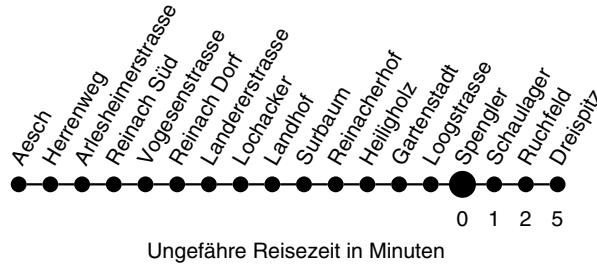 Aesch
Herrenweg
Arlesheimerstrasse
Reinach Süd
Vogesenstrasse
Reinach Dorf
Landererstrasse
Lochacker
Landhof
Surbaum
Reinacherhof
Heiligholz
Gartenstadt
Loogstrasse
Spengler
Schaulager
Ruchfeld
Dreispitz
0 1 2 5
Ungefähre Reisezeit in Minuten